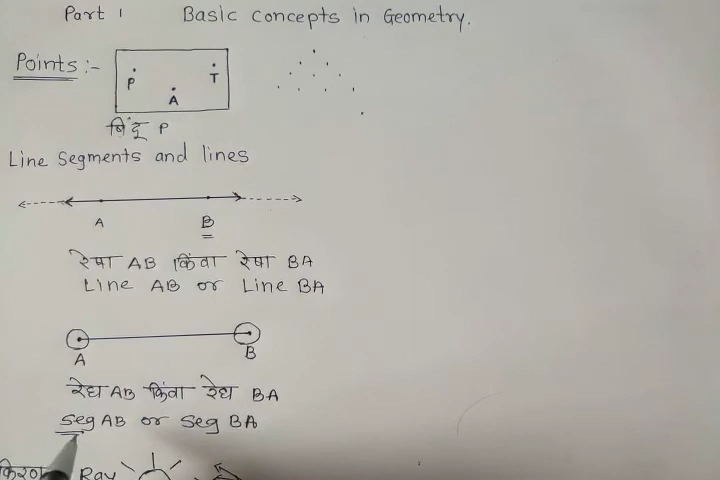 Part 1 Basic concepts in Geometry.
Points :-
P
T
A
बिंदू P
Line segments and lines
A B
रेषा AB किंवा रेषा BA
Line AB or Line BA
A B
रेघ AB किंवा रेघ BA
seg AB or seg BA
किरण Ray